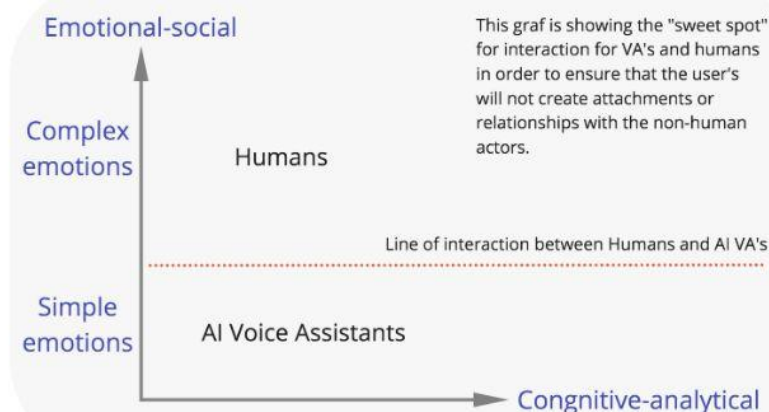 Emotional-social
This graf is showing the "sweet spot"
for interaction for VA's and humans
in order to ensure that the user's
will not create attachments or
relationships with the non-human
actors.
Complex
emotions
Humans
Line of interaction between Humans and AI VA's
Simple
emotions
AI Voice Assistants
Congnitive-analytical